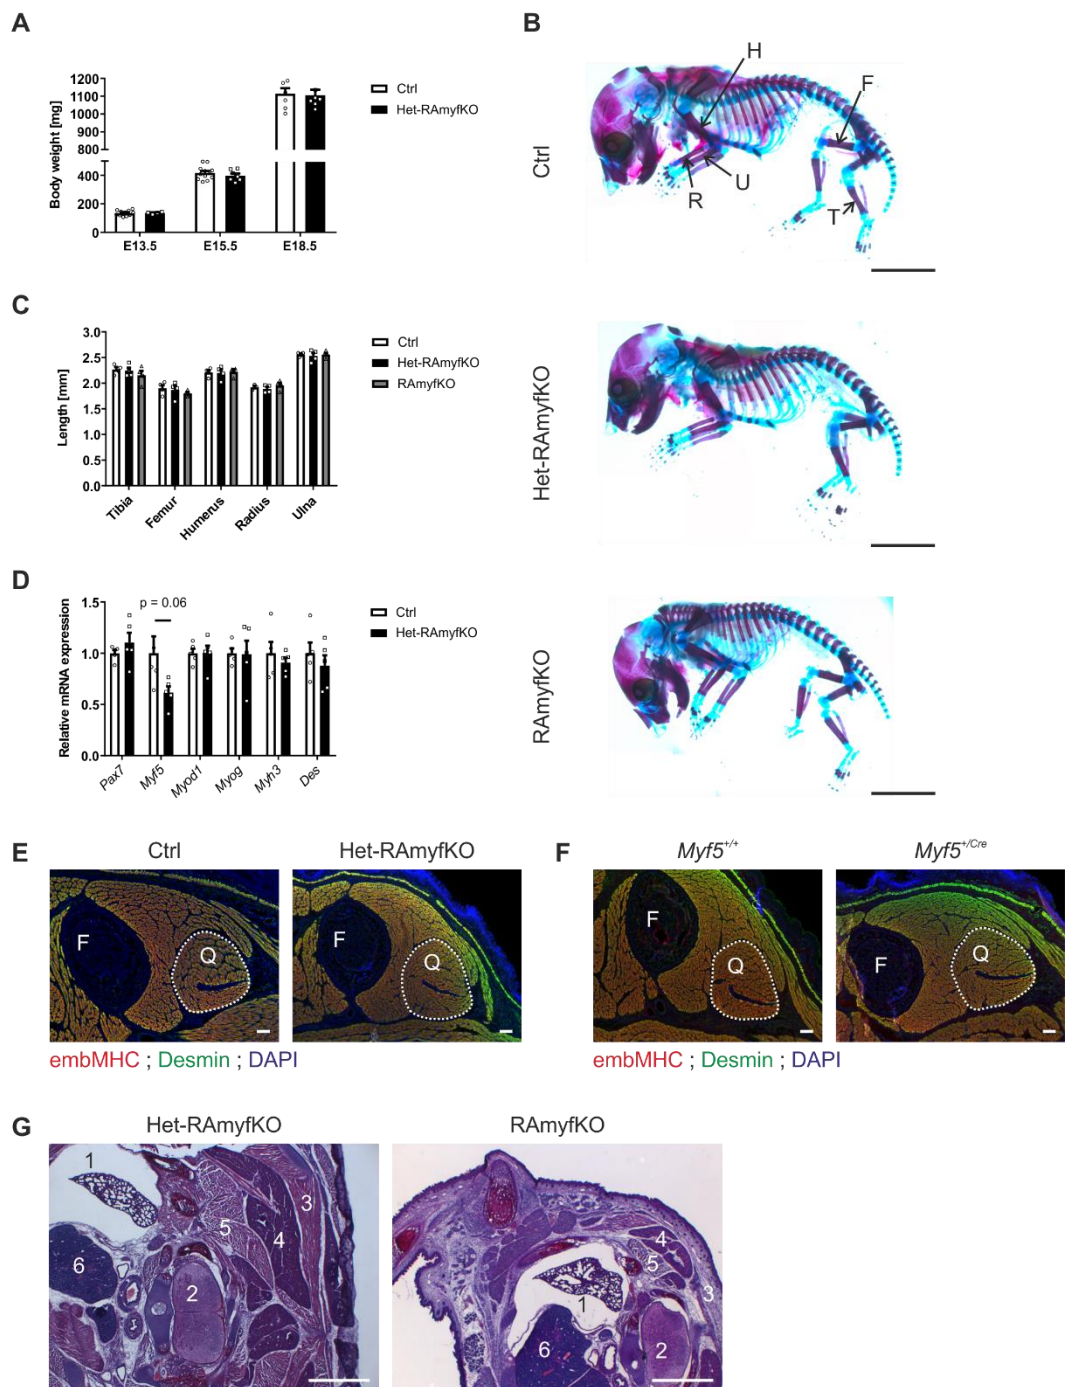 A
Body weight [mg]
1200
1100
1000
900
400
200
0
E13.5
E15.5
E18.5
Ctrl
Het-RAmyfKO
B
Ctrl
H
F
R
U
T
Het-RAmyfKO
RAmyfKO
C
Length [mm]
3.0
2.5
2.0
1.5
1.0
0.5
0.0
Tibia
Femur
Humerus
Radius
Ulna
Ctrl
Het-RAmyfKO
RAmyfKO
D
Relative mRNA expression
1.5
1.0
0.5
0.0
p = 0.06
Pax7
Myf5
Myod1
Myog
Myh3
Des
Ctrl
Het-RAmyfKO
E
Ctrl
Het-RAmyfKO
F
Q
F
Q
embMHC ; Desmin ; DAPI
F
Myf5+/+
Myf5+/Cre
F
Q
F
Q
embMHC ; Desmin ; DAPI
G
Het-RAmyfKO
RAmyfKO
1
3
5
4
6
2
4
5
3
1
6
2